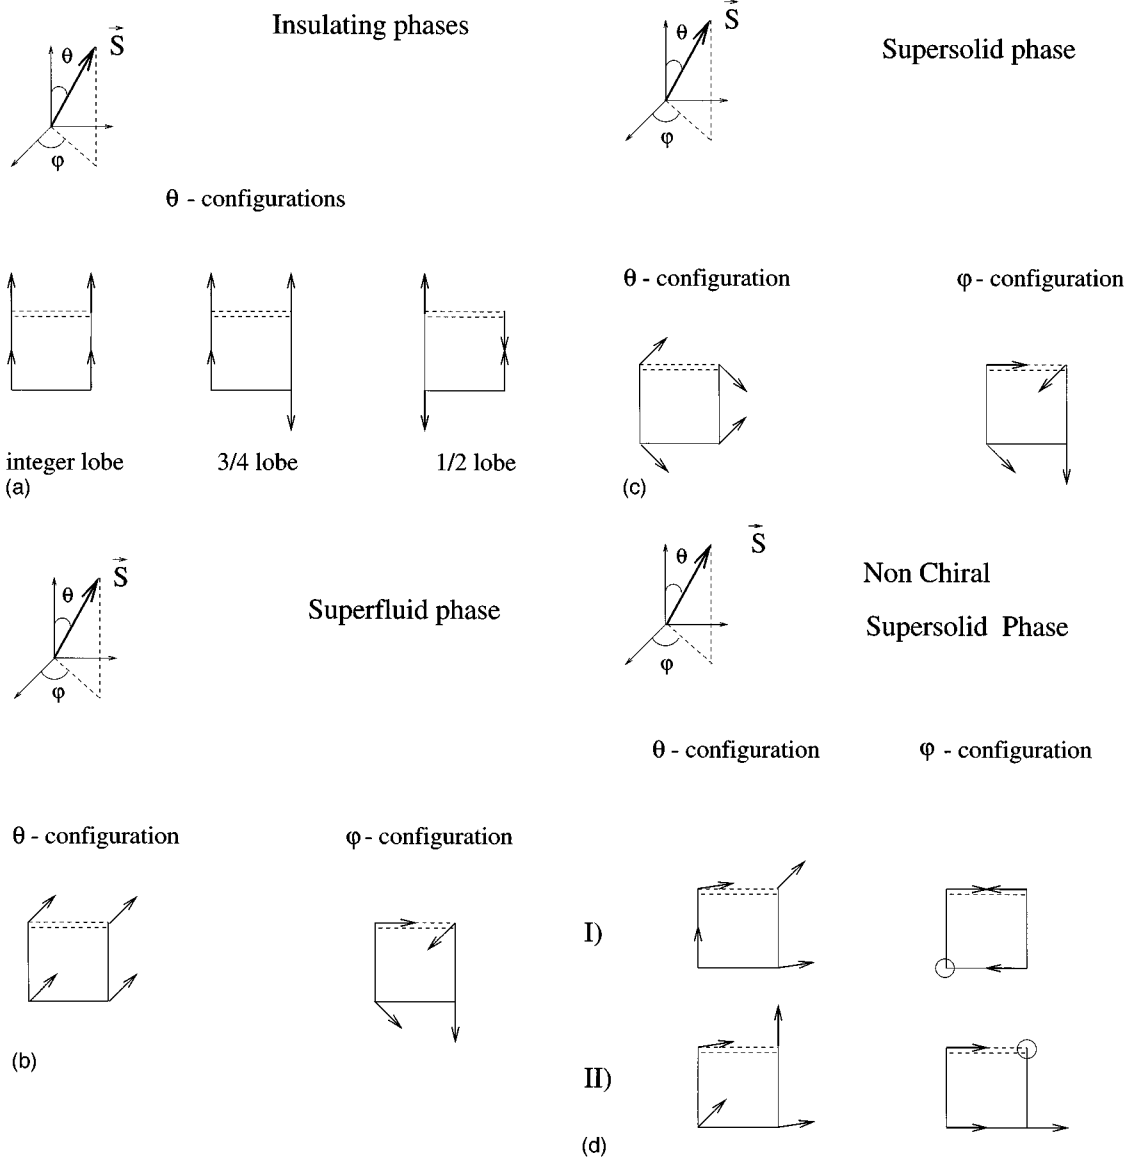 Insulating phases
θ
S
φ
θ - configurations
integer lobe
3/4 lobe
1/2 lobe
(a)
Supersolid phase
θ
S
φ
θ - configuration
φ - configuration
(c)
Superfluid phase
θ
S
φ
θ - configuration
φ - configuration
(b)
Non Chiral
Supersolid Phase
θ
S
φ
θ - configuration
φ - configuration
I)
II)
(d)